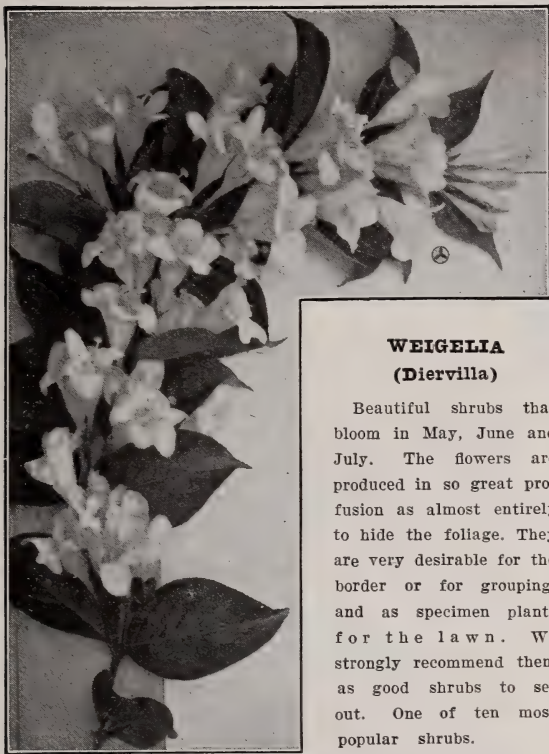 WEIGELIA
(Diervilla)
Beautiful shrubs tha
bloom in May, June and
July. The flowers ar
produced in so great pro
fusion as almost entirel
to hide the foliage. The
are very desirable for the
border or for grouping
and as specimen plant
for the lawn. W
strongly recommend then
as good shrubs to se
out. One of ten mos
popular shrubs.